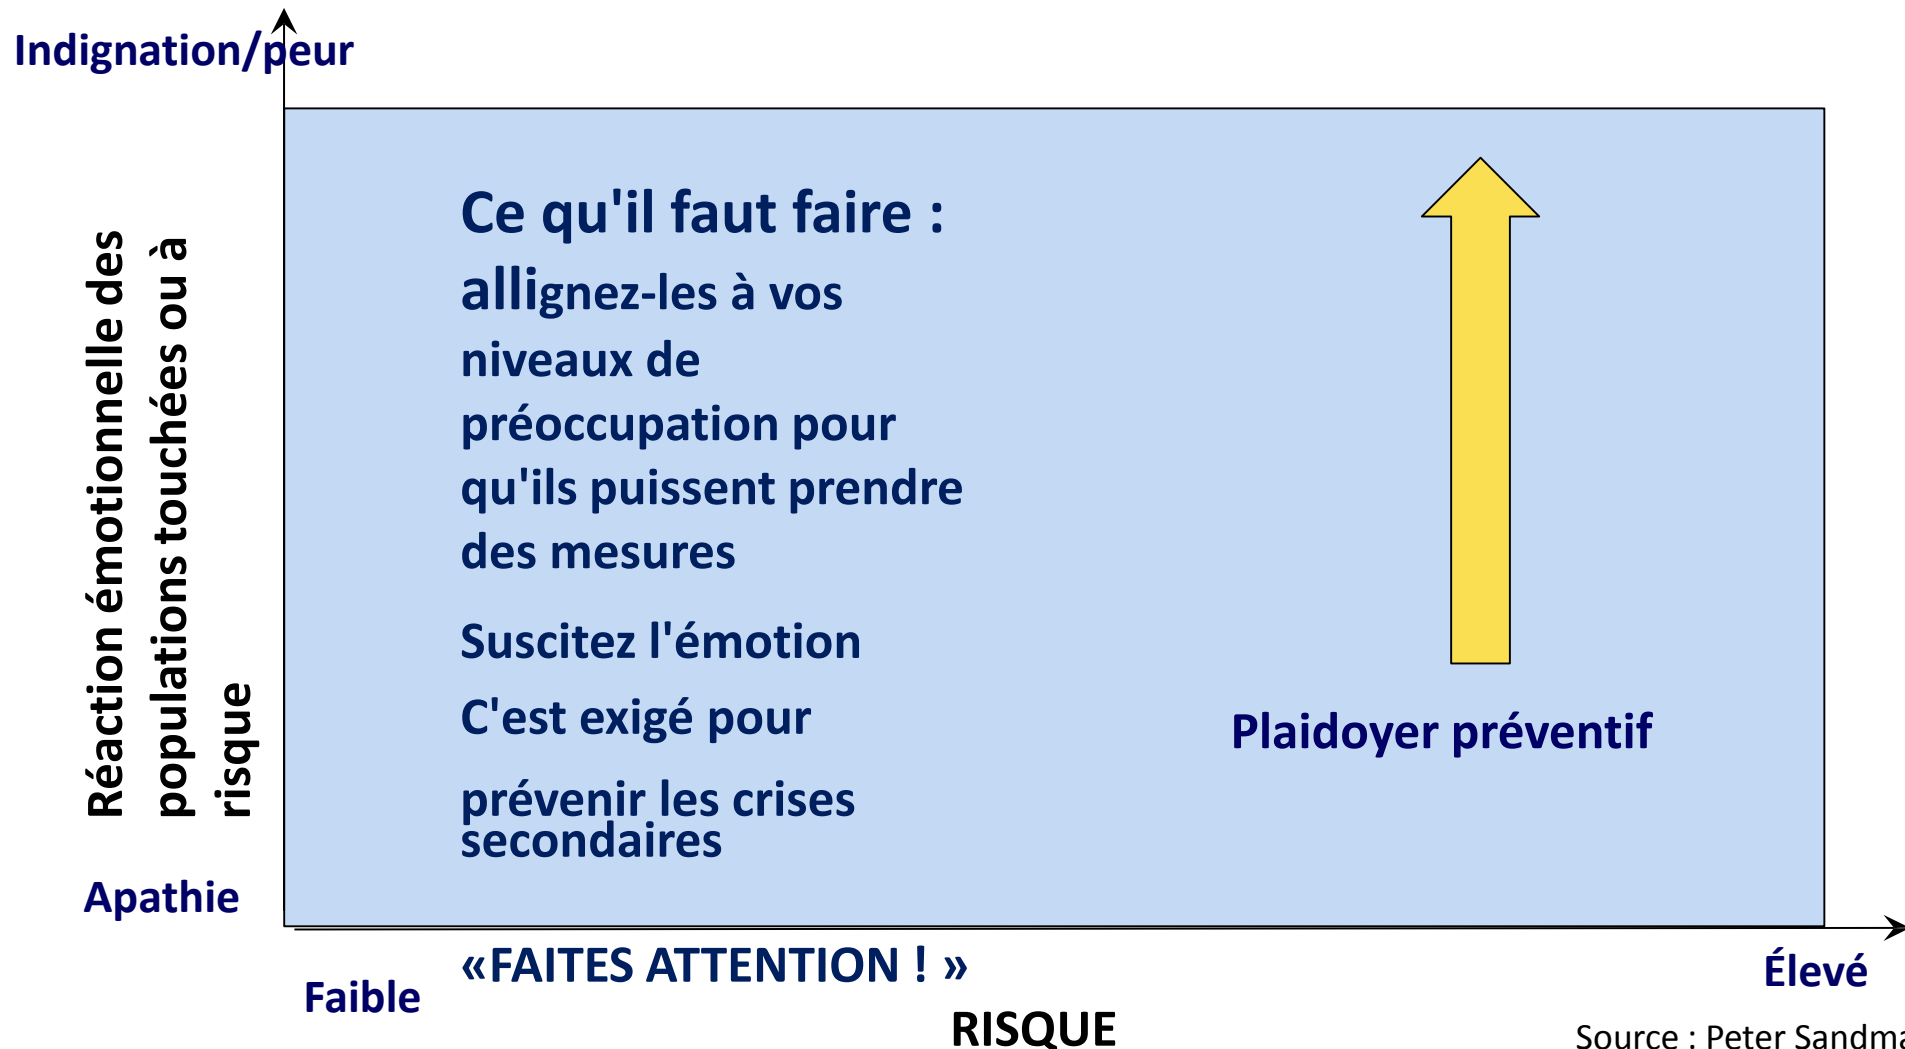 Indignation/peur
Réaction émotionnelle des
populations touchées ou à
risque
Ce qu'il faut faire :
allignez-les à vos
niveaux de
préoccupation pour
qu'ils puissent prendre
des mesures
Suscitez l'émotion
C'est exigé pour
prévenir les crises
secondaires
Plaidoyer préventif
Apathie
«FAITES ATTENTION ! »
Élevé
Faible
RISQUE
Source : Peter Sandma